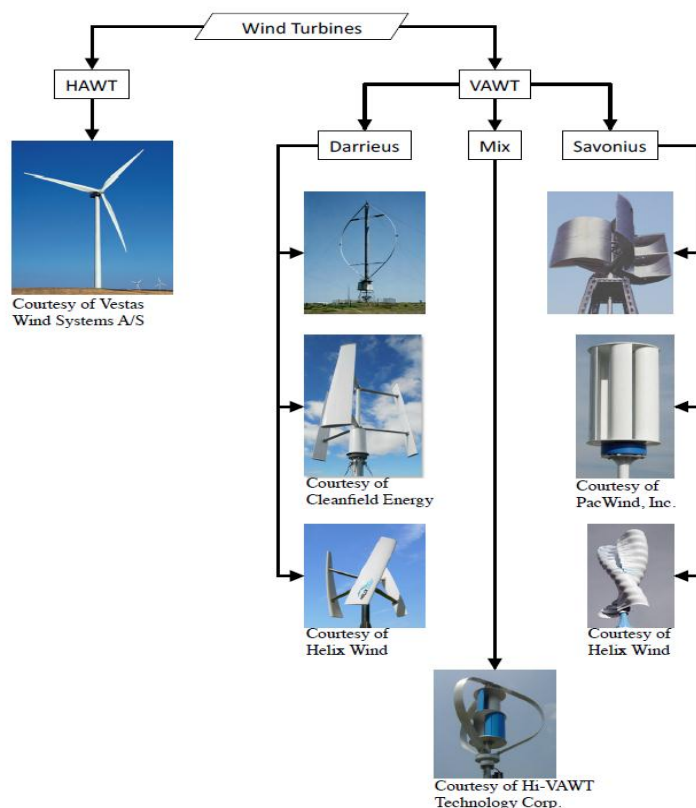 Wind Turbines
HAWT
VAWT
Darrieus
Mix
Savonius
Courtesy of Vestas
Wind Systems A/S
Courtesy of
Cleanfield Energy
Courtesy of
PacWind, Inc.
Courtesy of
Helix Wind
Courtesy of
Helix Wind
Courtesy of Hi-VAWT
Technology Corp.